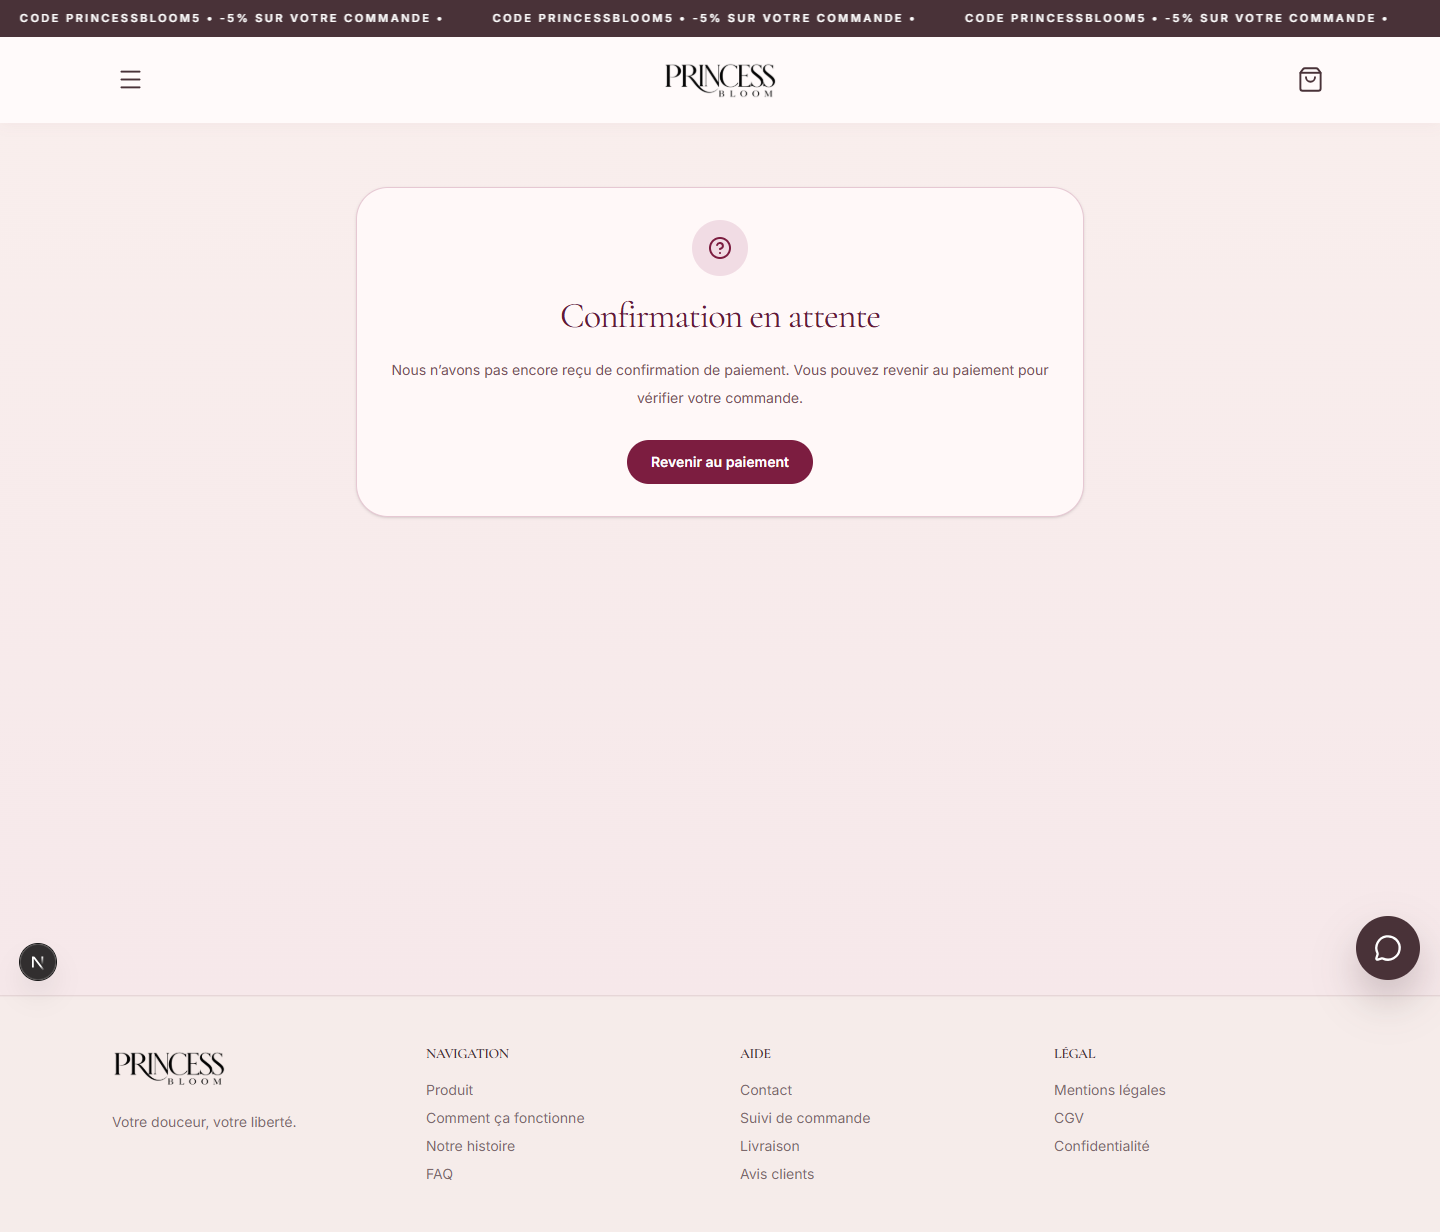 CODE PRINCESSBLOOM5 • -5% SUR VOTRE COMMANDE • CODE PRINCESSBLOOM5 • -5% SUR VOTRE COMMANDE • CODE PRINCESSBLOOM5 • -5% SUR VOTRE COMMANDE •
PRINCESS
BLOOM
Confirmation en attente
Nous n’avons pas encore reçu de confirmation de paiement. Vous pouvez revenir au paiement pour
vérifier votre commande.
Revenir au paiement
N
PRINCESS
BLOOM
Votre douceur, votre liberté.
NAVIGATION
Produit
Comment ça fonctionne
Notre histoire
FAQ
AIDE
Contact
Suivi de commande
Livraison
Avis clients
LÉGAL
Mentions légales
CGV
Confidentialité